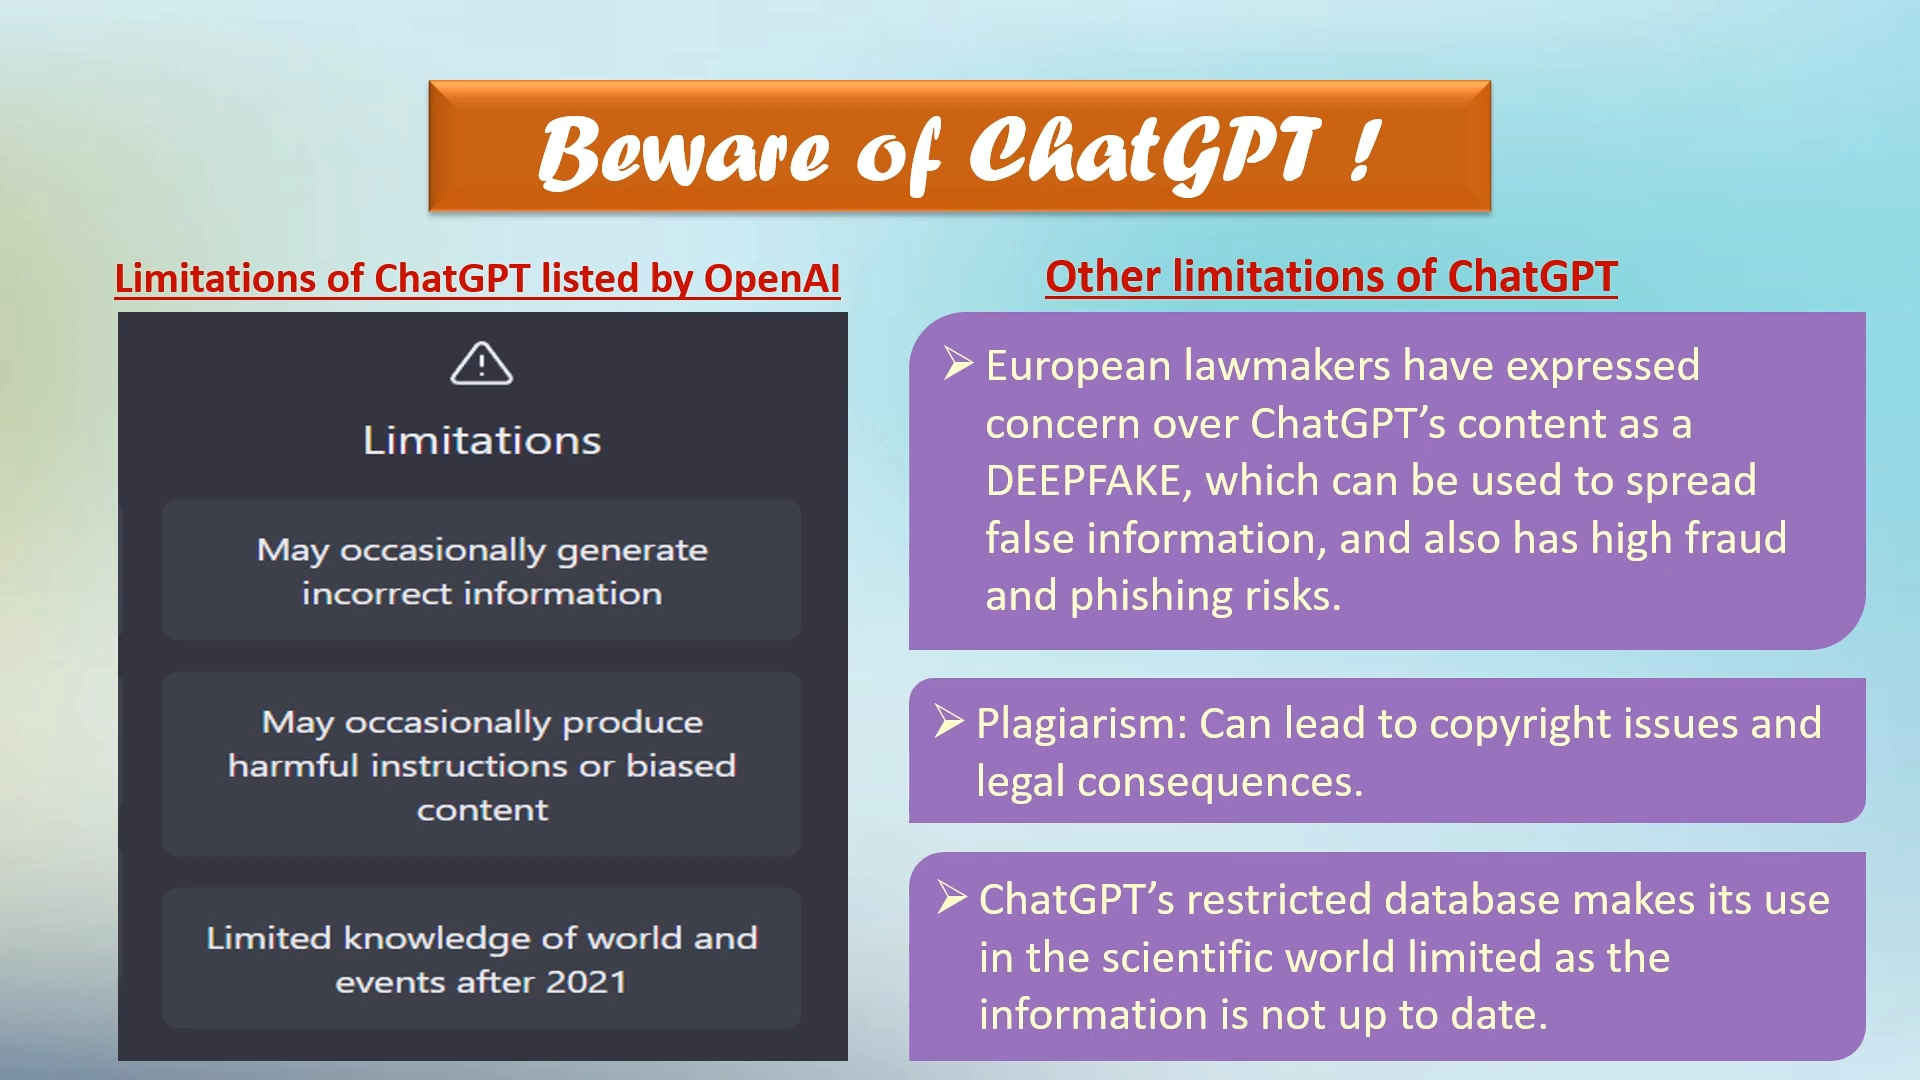 Beware of ChatGPT !
Limitations of ChatGPT listed by OpenAI
Limitations
May occasionally generate
incorrect information
May occasionally produce
harmful instructions or biased
content
Limited knowledge of world and
events after 2021
Other limitations of ChatGPT
European lawmakers have expressed
concern over ChatGPT’s content as a
DEEPFAKE, which can be used to spread
false information, and also has high fraud
and phishing risks.
Plagiarism: Can lead to copyright issues and
legal consequences.
ChatGPT’s restricted database makes its use
in the scientific world limited as the
information is not up to date.